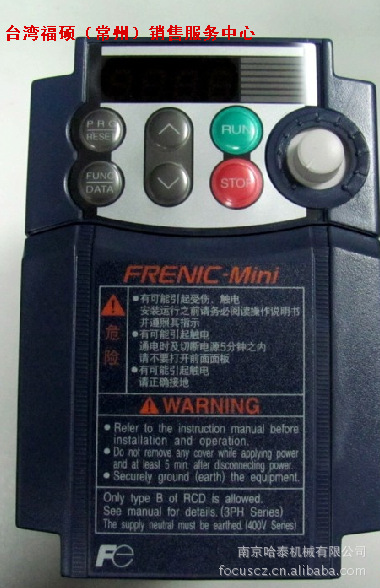 台湾福硕（常州）销售服务中心
PRG
RESET
RUN
FUNC
DATA
STOP
FRENIC-Mini
危险
■有可能引起受伤、触电
安装运行之前请务必阅读操作说明书
并遵照其指示
●有可能引起触电
通电时及切断电源5分钟之内
请不要打开前面面板
●有可能引起触电
请正确接地
WARNING
● Refer to the instruction manual before
installation and operation.
● Do not remove any cover while applying power
and at least 5 min. after disconnecting power.
● Securely ground (earth) the equipment.
Only type B of RCD is allowed.
See manual for details. (3PH Series)
The supply neutral must be earthed. (400V Series)
Fe
南京哈泰机械有限公司
focuscz.cn.alibaba.com